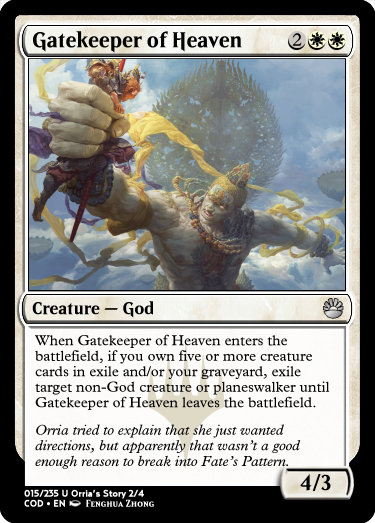 Gatekeeper of Heaven 2
Creature — God
When Gatekeeper of Heaven enters the
battlefield, if you own five or more creature
cards in exile and/or your graveyard, exile
target non-God creature or planeswalker until
Gatekeeper of Heaven leaves the battlefield.
Orria tried to explain that she just wanted
directions, but apparently that wasn't a good
enough reason to break into Fate's Pattern.
4/3
015/235 U Orria's Story 2/4
COD • EN Fenghua Zhong